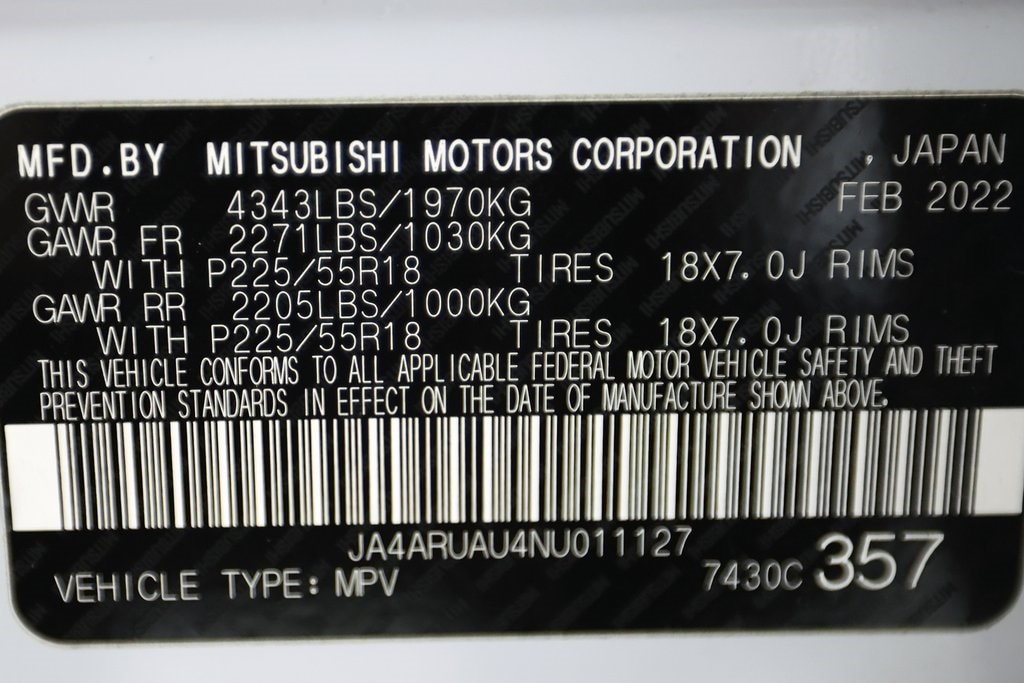 MFD.BY MITSUBISHI MOTORS CORPORATION , JAPAN
GVWR 4343LBS/1970KG FEB 2022
GAWR FR 2271LBS/1030KG
WITH P225/55R18 TIRES 18X7.0J RIMS
GAWR RR 2205LBS/1000KG
WITH P225/55R18 TIRES 18X7.0J RIMS
THIS VEHICLE CONFORMS TO ALL APPLICABLE FEDERAL MOTOR VEHICLE SAFETY AND THEFT
PREVENTION STANDARDS IN EFFECT ON THE DATE OF MANUFACTURE SHOWN ABOVE.
JA4ARUAU4NU011127
VEHICLE TYPE: MPV 7430C 357